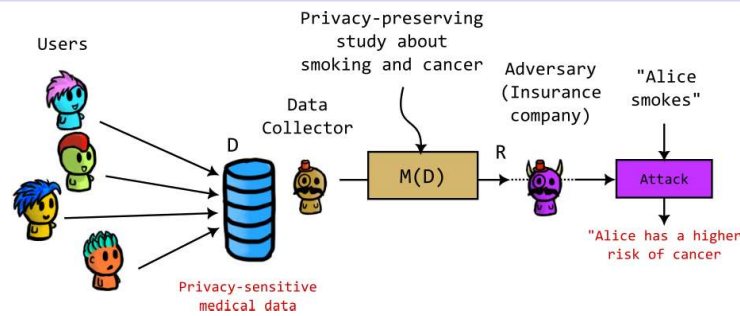 Users
Privacy-preserving
study about
smoking and cancer
Data
Collector
Adversary
(Insurance
company)
"Alice
smokes"
D
M(D)
R
Attack
Privacy-sensitive
medical data
"Alice has a higher
risk of cancer